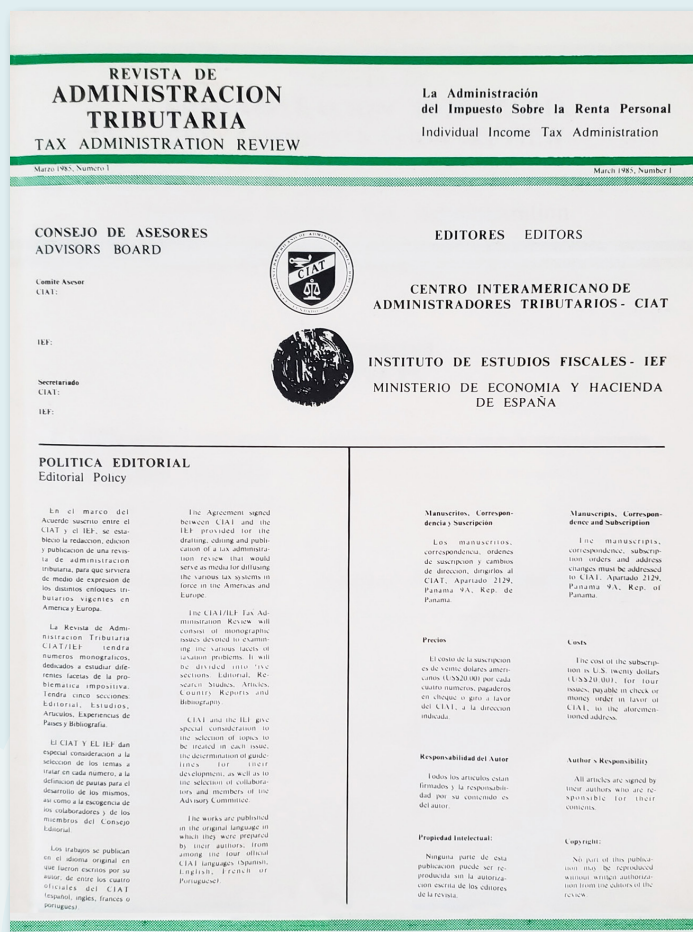 REVISTA DE
ADMINISTRACION
TRIBUTARIA
TAX ADMINISTRATION REVIEW
La Administración
del Impuesto Sobre la Renta Personal
Individual Income Tax Administration
Marzo 1985, Numero 1
March 1985, Number 1
CONSEJO DE ASESORES
ADVISORS BOARD
Comite Asesor
CIAT:
IEF:
Secretariado
CIAT:
IEF:
CIAT
EDITORES EDITORS
CENTRO INTERAMERICANO DE
ADMINISTRADORES TRIBUTARIOS - CIAT
INSTITUTO DE ESTUDIOS FISCALES - IEF
MINISTERIO DE ECONOMIA Y HACIENDA
DE ESPAÑA
POLITICA EDITORIAL
Editorial Policy
En el marco del
Acuerdo suscrito entre el
CIAT y el IEF, se esta-
bleció la redacción, edición
y publicación de una revis-
ta de administración
tributaria, para que sirviera
de medio de expresión de
los distintos enfoques tri-
butarios vigentes en
America y Europa.
La Revista de Admi-
nistracion Tributaria
CIAT/IEF tendra
numeros monograficos,
dedicados a estudiar dife-
rentes facetas de la pro-
blematica impositiva.
Tendra cinco secciones:
Editorial, Estudios,
Articulos, Experiencias de
Paises y Bibliografia.
El CIAT Y EL IEF dan
especial consideración a la
selección de los temas a
tratar en cada numero, a la
definición de pautas para el
desarrollo de los mismos,
asi como a la escogencia de
los colaboradores y de los
miembros del Consejo
Editorial.
Los trabajos se publican
en el idioma original en
que fueron escritos por su
autor, de entre los cuatro
oficiales del CIAT
(español, ingles, frances o
portugues).
The Agreement signed
between CIAT and the
IEF provided for the
drafting, editing and publi-
cation of a tax administra-
tion review that would
serve as media for diffusing
the various tax systems in
force in the Americas and
Europe.
The CIAT/IEF Tax Ad-
ministration Review will
consist of monographic
issues devoted to examin-
ing the various facets of
taxation problems. It will
be divided into five
sections: Editorial, Re-
search Studies, Articles,
Country Reports and
Bibliography.
CIAT and the IEF give
special consideration to
the selection of topics to
be treated in each issue,
the determination of guide-
lines for their
development, as well as to
the selection of collabora-
tors and members of the
Advisory Committee.
The works are published
in the original language in
which they were prepared
by their authors, from
among the four official
CIAT languages (Spanish,
English, French or
Portuguese).
Manuscritos, Correspon-
dencia y Suscripción
Los manuscritos,
correspondencia, ordenes
de suscripcion y cambios
de direccion, dirigirlos al
CIAT, Apartado 2129,
Panama 9A, Rep. de
Panama.
Precios
El costo de la suscripcion
es de veinte dolares ameri-
canos (US$20.00) por cada
cuatro numeros, pagaderos
en cheque o giro a favor
del CIAT, a la direccion
indicada.
Responsabilidad del Autor
Todos los articulos estan
firmados y la responsabili-
dad por su contenido es
del autor.
Propiedad Intelectual:
Ninguna parte de esta
publicacion puede ser re-
producida sin la autoriza-
cion escrita de los editores
de la revista.
Manuscripts, Correspon-
dence and Subscription
The manuscripts,
correspondence, subscrip-
tion orders and address
changes must be addressed
to CIAT, Apartado 2129,
Panama 9A, Rep. of
Panama.
Costs
The cost of the subscrip-
tion is U.S. twenty dollars
(US$20.00), for four
issues, payable in check or
money order in favor of
CIAT, to the aforemen-
tioned address.
Author's Responsibility
All articles are signed by
their authors who are re-
sponsible for their
contents.
Copyright:
No part of this publica-
tion may be reproduced
without written authoriza-
tion from the editors of the
review.